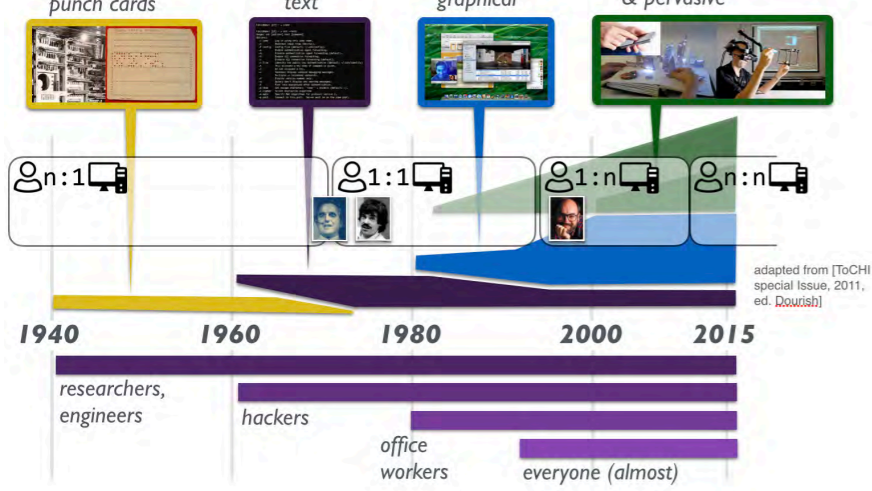 punch cards
text
graphical
& pervasive
n:1
1:1
1:n
n:n
adapted from [ToCHI
special Issue, 2011,
ed. Dourish]
1940
1960
1980
2000
2015
researchers,
engineers
hackers
office
workers
everyone (almost)